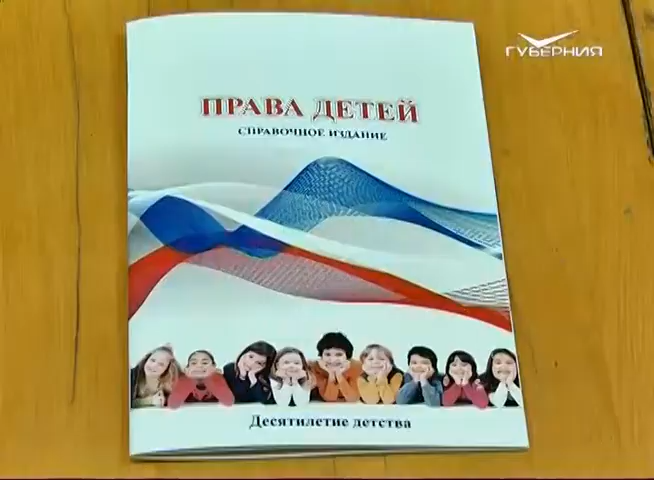 ГУБЕРНИЯ
ПРАВА ДЕТЕЙ
СПРАВОЧНОЕ ИЗДАНИЕ
Десятилетие детства